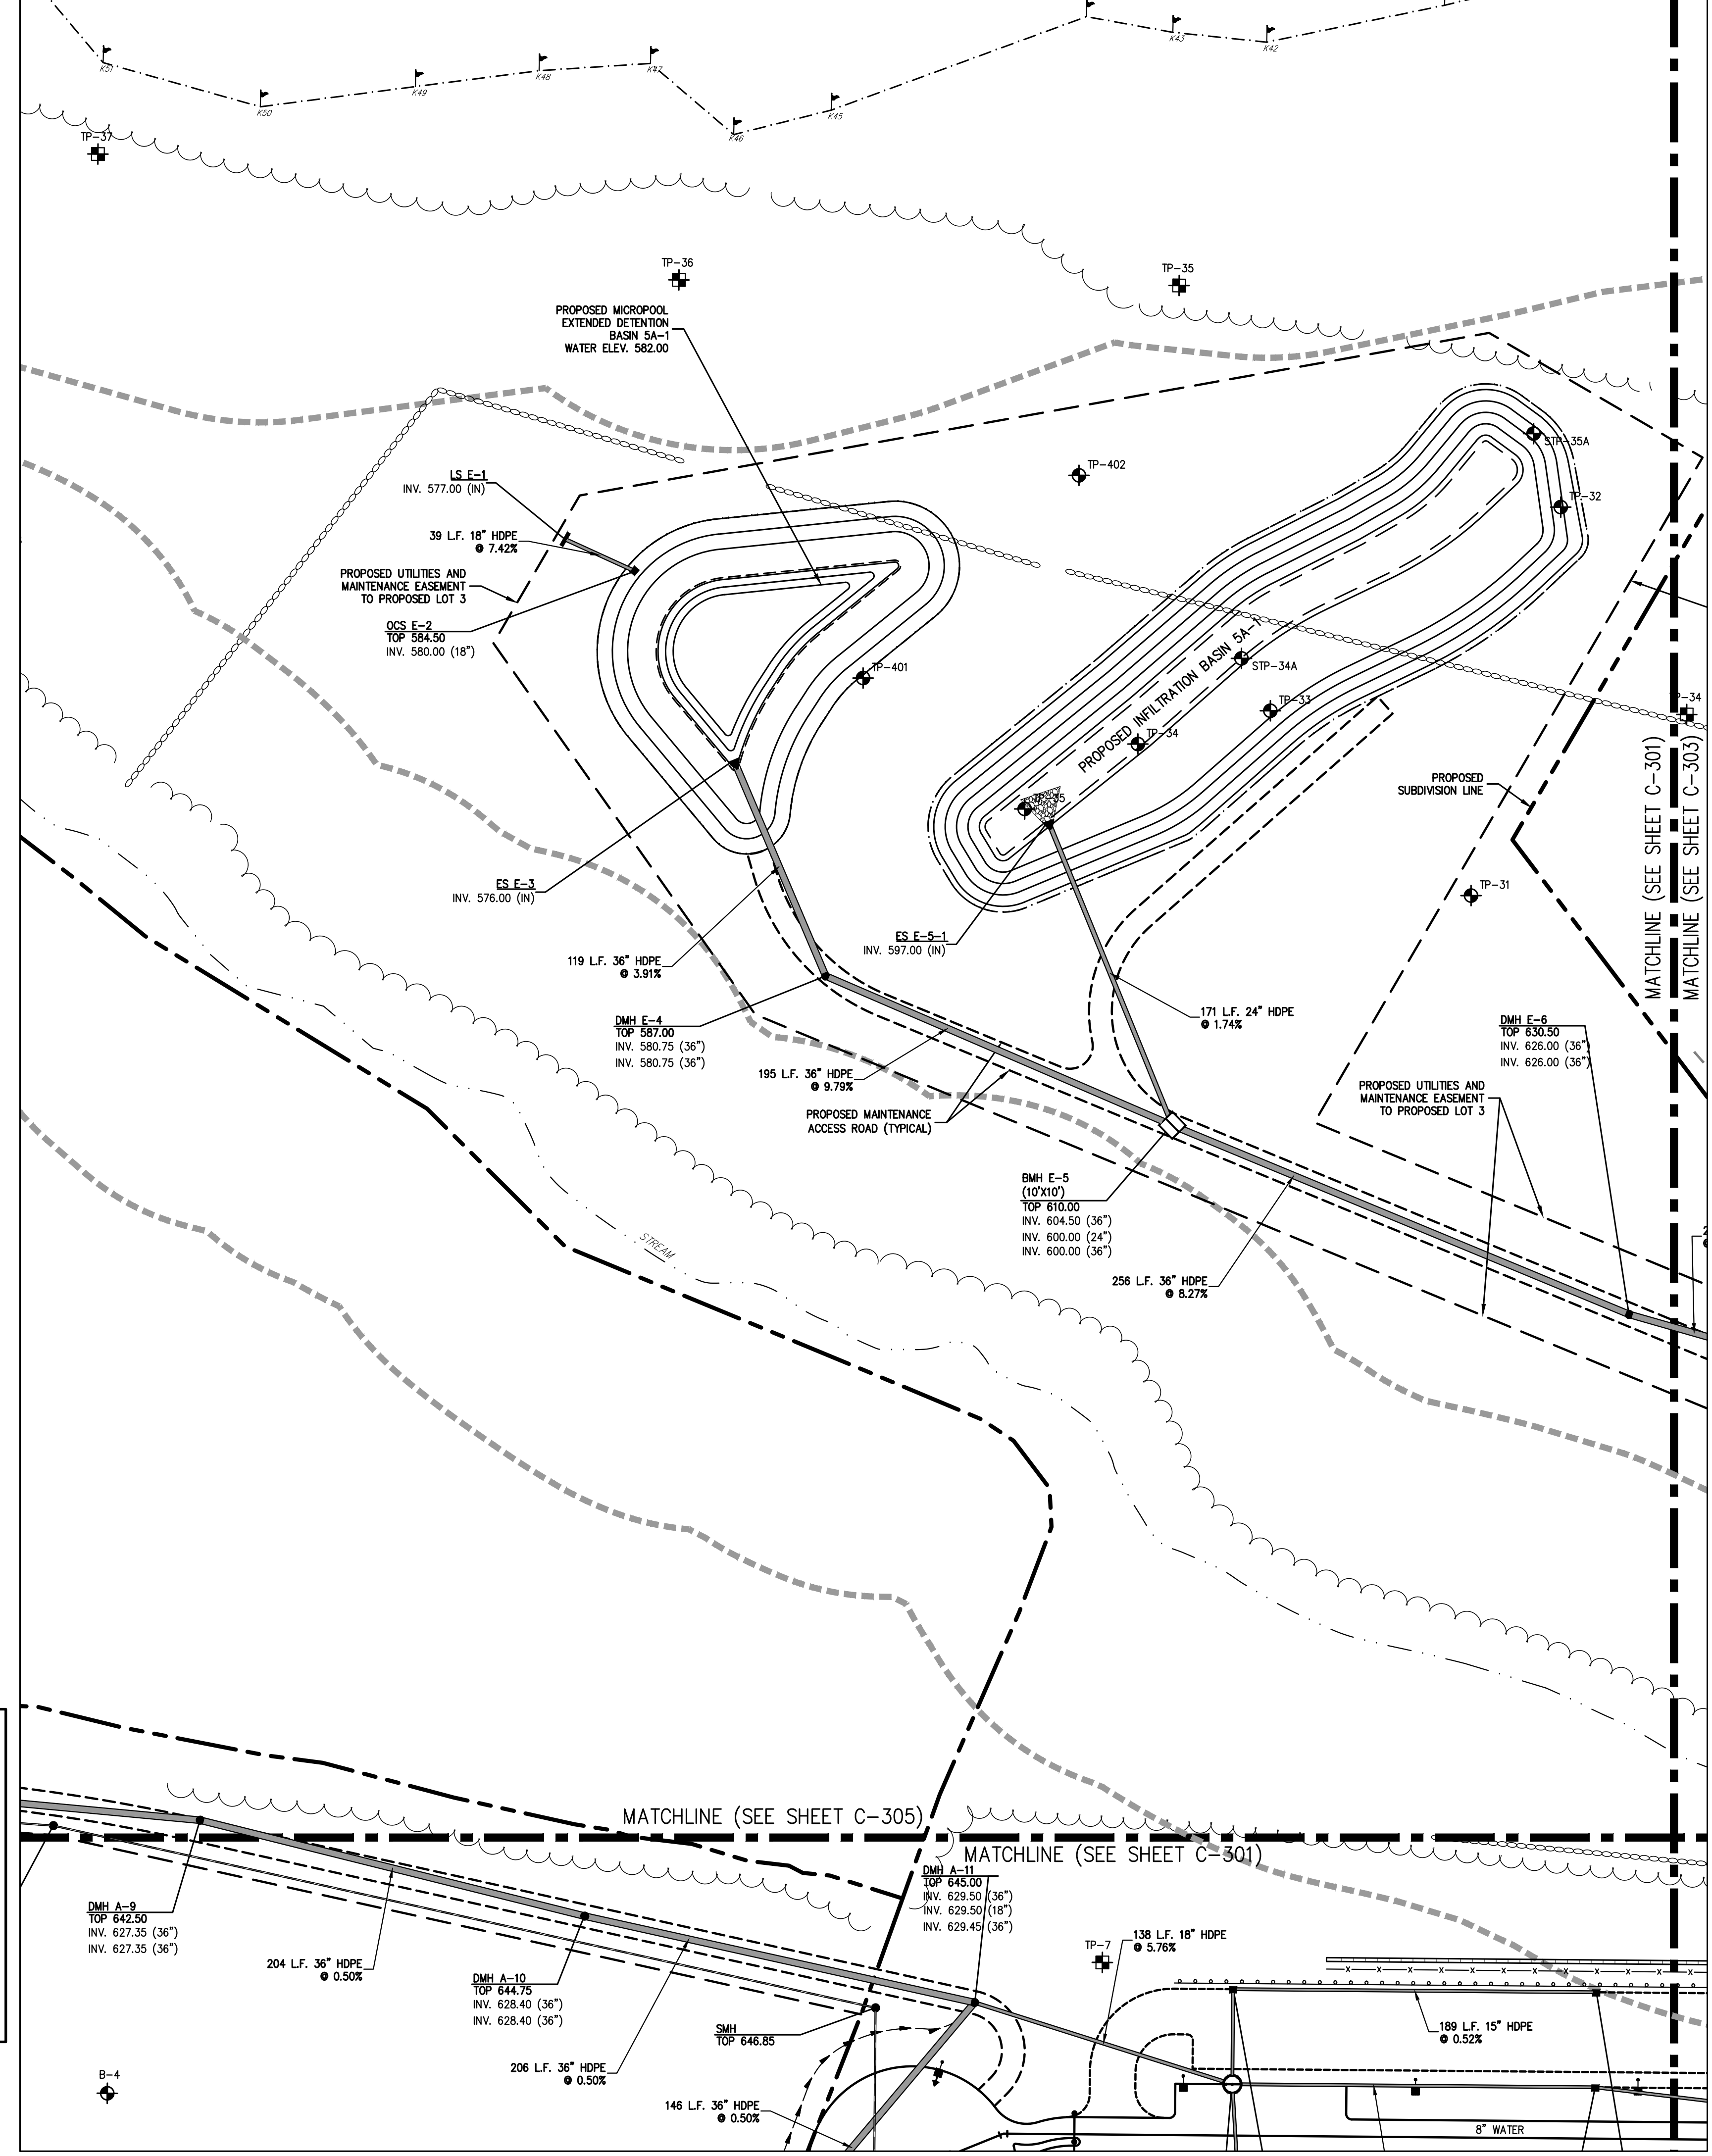 K51
K50
K49
K48
K47
K46
K45
K43
K42
TP-37
TP-36
TP-35
PROPOSED MICROPOOL
EXTENDED DETENTION
BASIN 5A-1
WATER ELEV. 582.00
STP-35A
TP-402
TP-32
LS E-1
INV. 577.00 (IN)
39 L.F. 18" HDPE
@ 7.42%
PROPOSED UTILITIES AND
MAINTENANCE EASEMENT
TO PROPOSED LOT 3
OCS E-2
TOP 584.50
INV. 580.00 (18")
TP-401
PROPOSED INFILTRATION BASIN 5A-1
STP-34A
TP-33
TP-34
TP-34
TP-35
PROPOSED
SUBDIVISION LINE
MATCHLINE (SEE SHEET C-301)
MATCHLINE (SEE SHEET C-303)
TP-31
ES E-3
INV. 576.00 (IN)
ES E-5-1
INV. 597.00 (IN)
119 L.F. 36" HDPE
@ 3.91%
171 L.F. 24" HDPE
@ 1.74%
DMH E-4
TOP 587.00
INV. 580.75 (36")
INV. 580.75 (36")
DMH E-6
TOP 630.50
INV. 626.00 (36")
INV. 626.00 (36")
195 L.F. 36" HDPE
@ 9.79%
PROPOSED MAINTENANCE
ACCESS ROAD (TYPICAL)
PROPOSED UTILITIES AND
MAINTENANCE EASEMENT
TO PROPOSED LOT 3
BMH E-5
(10'X10')
TOP 610.00
INV. 604.50 (36")
INV. 600.00 (24")
INV. 600.00 (36")
STREAM
256 L.F. 36" HDPE
@ 8.27%
MATCHLINE (SEE SHEET C-305)
MATCHLINE (SEE SHEET C-301)
DMH A-11
TOP 645.00
INV. 629.50 (36")
INV. 629.50 (18")
INV. 629.45 (36")
DMH A-9
TOP 642.50
INV. 627.35 (36")
INV. 627.35 (36")
204 L.F. 36" HDPE
@ 0.50%
DMH A-10
TOP 644.75
INV. 628.40 (36")
INV. 628.40 (36")
TP-7
138 L.F. 18" HDPE
@ 5.76%
SMH
TOP 646.85
189 L.F. 15" HDPE
@ 0.52%
206 L.F. 36" HDPE
@ 0.50%
B-4
146 L.F. 36" HDPE
@ 0.50%
8" WATER